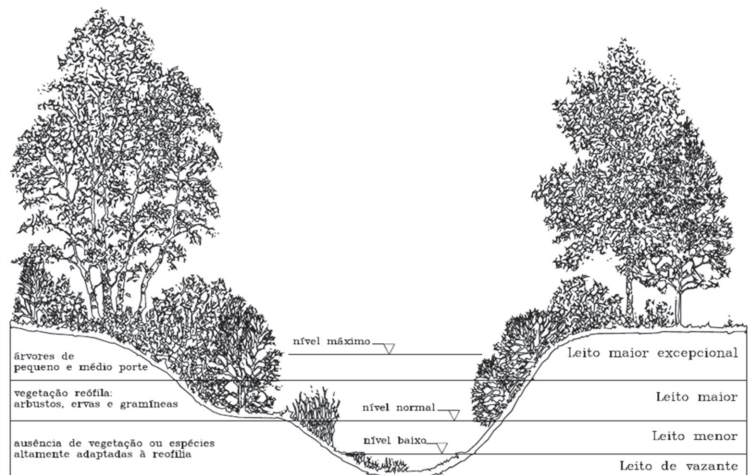 nível máximo
árvores de
pequeno e médio porte
Leito maior excepcional
vegetação reófila:
arbustos, ervas e gramíneas
Leito maior
nível normal
ausência de vegetação ou espécies
altamente adaptadas à reofilia
nível baixo
Leito menor
Leito de vazante